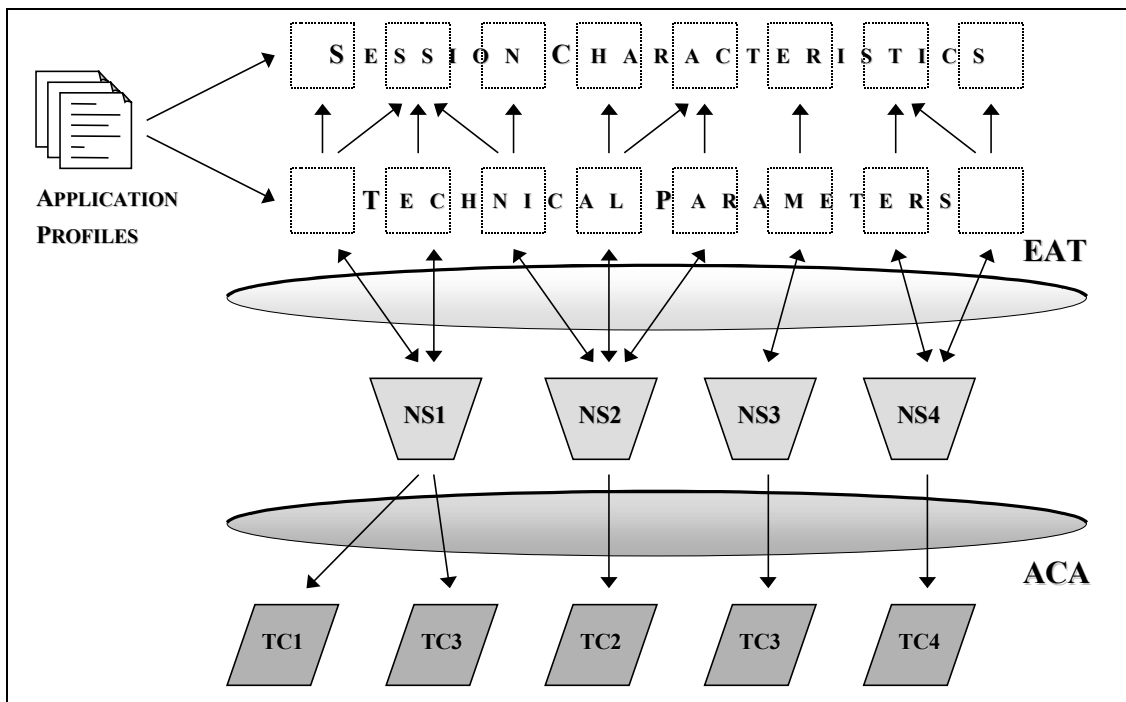 SESSION CHARACTERISTICS
APPLICATION
PROFILES
TECHNICAL PARAMETERS
EAT
NS1 NS2 NS3 NS4
ACA
TC1 TC3 TC2 TC3 TC4